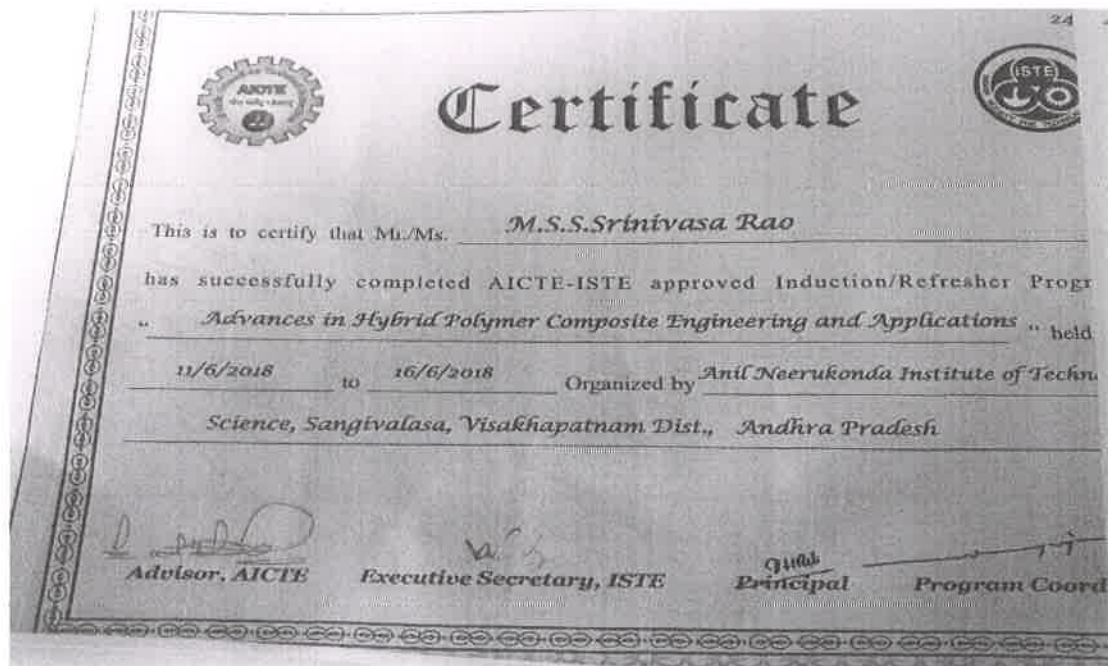 24
AICTE
ISTE
Certificate
This is to certify that Mr./Ms. M.S.S.Srinivasa Rao
has successfully completed AICTE-ISTE approved Induction/Refresher Progr
" Advances in Hybrid Polymer Composite Engineering and Applications " held
11/6/2018 to 16/6/2018 Organized by Anil Neerukonda Institute of Techn
Science, Sangivalasa, Visakhapatnam Dist., Andhra Pradesh
Advisor, AICTE Executive Secretary, ISTE Principal Program Coord